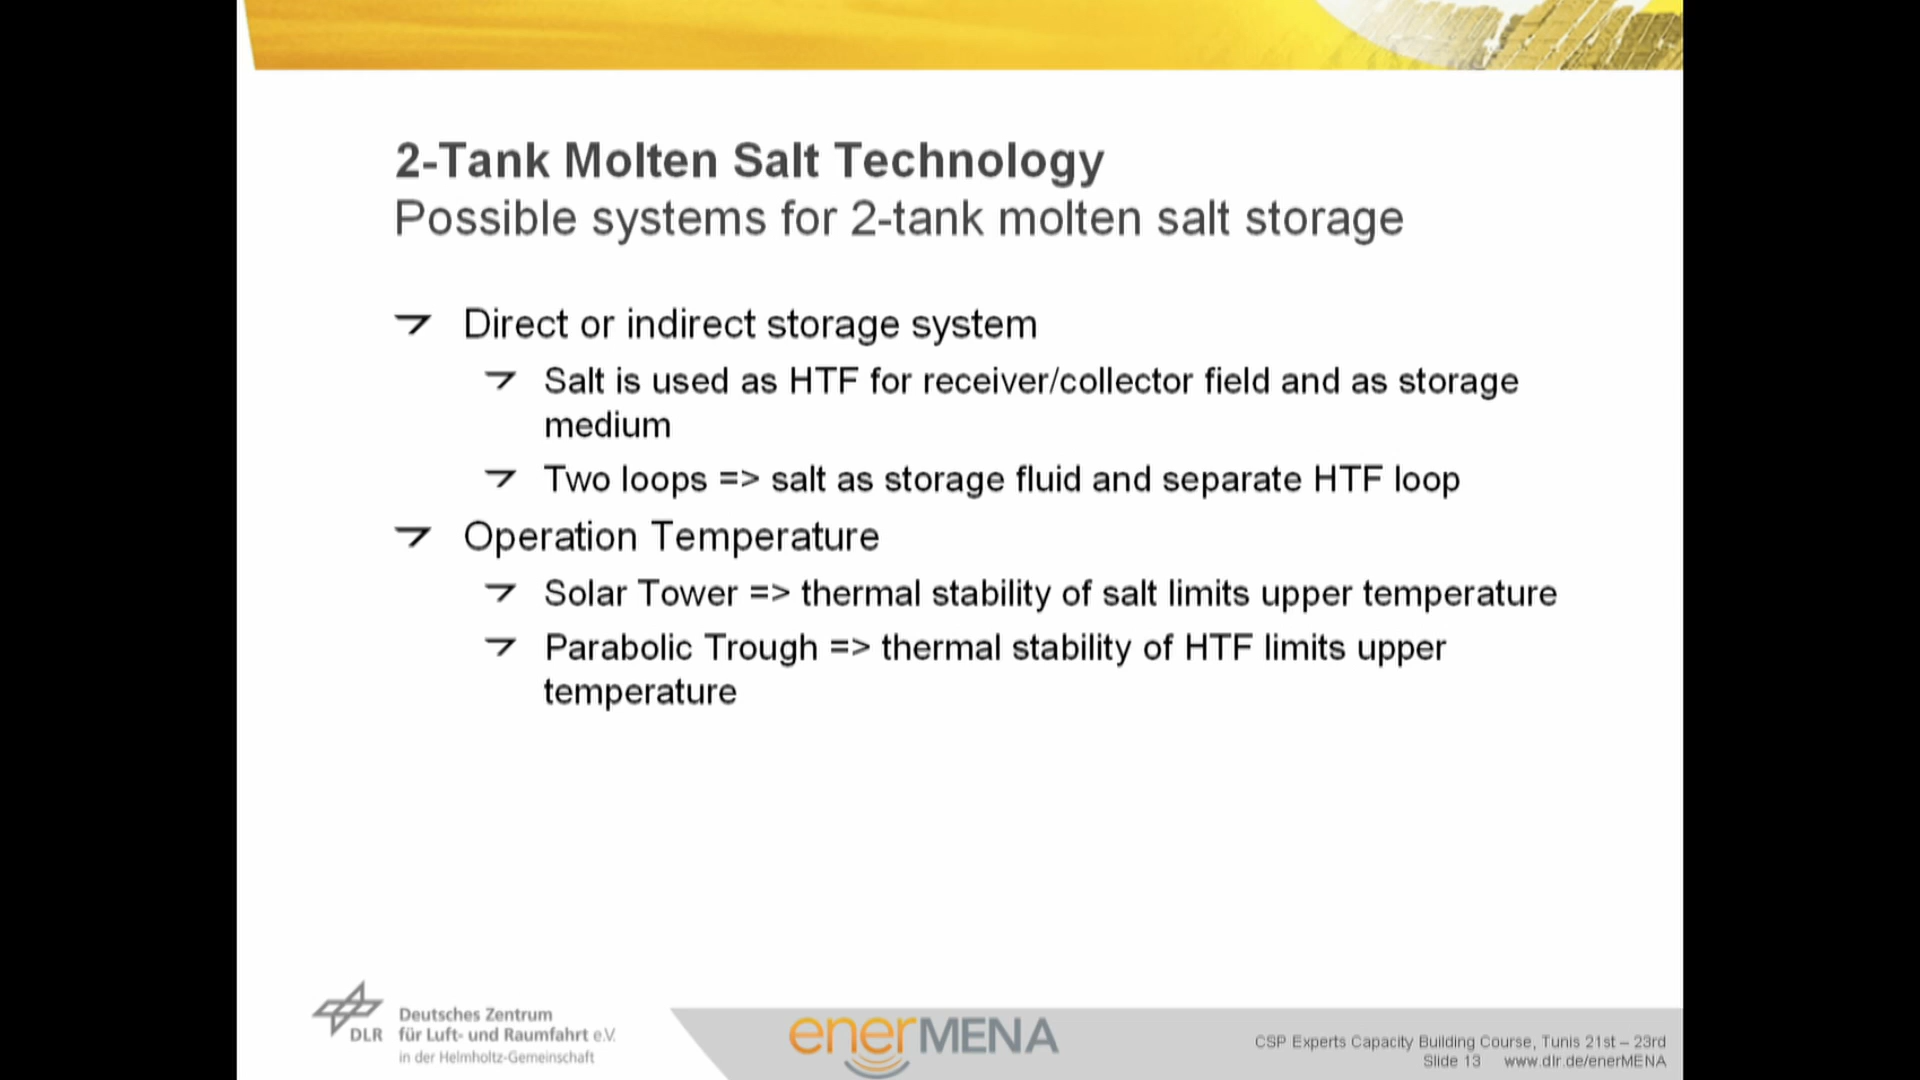 2-Tank Molten Salt Technology
Possible systems for 2-tank molten salt storage
Direct or indirect storage system
Salt is used as HTF for receiver/collector field and as storage
medium
Two loops => salt as storage fluid and separate HTF loop
Operation Temperature
Solar Tower => thermal stability of salt limits upper temperature
Parabolic Trough => thermal stability of HTF limits upper
temperature
DLR
Deutsches Zentrum
für Luft- und Raumfahrt e.V.
in der Helmholtz-Gemeinschaft
enerMENA
CSP Experts Capacity Building Course, Tunis 21st – 23rd
Slide 13 www.dlr.de/enerMENA